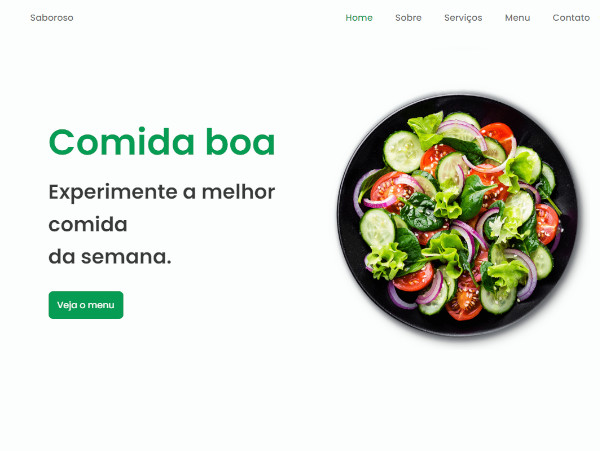 Saboroso
Home Sobre Serviços Menu Contato
Comida boa
Experimente a melhor
comida
da semana.
Veja o menu